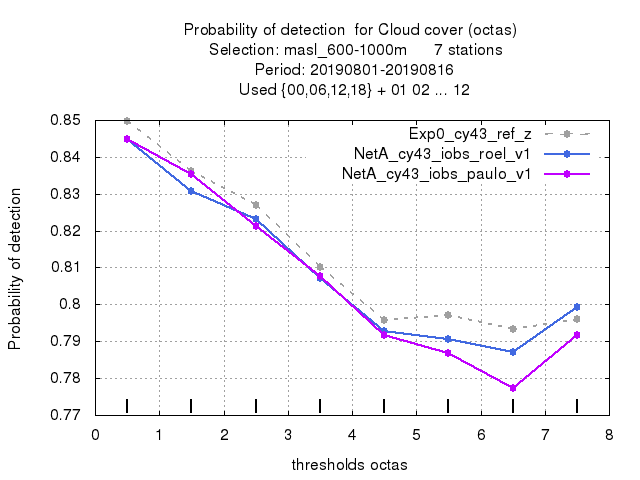 Probability of detection  for Cloud cover (octas)
Selection: masl_600-1000m      7 stations
Period: 20190801-20190816
Used {00,06,12,18} + 01 02 ... 12
Exp0_cy43_ref_z
NetA_cy43_iobs_roel_v1
NetA_cy43_iobs_paulo_v1
Probability of detection
0.85
0.84
0.83
0.82
0.81
0.8
0.79
0.78
0.77
0 1 2 3 4 5 6 7 8
thresholds octas